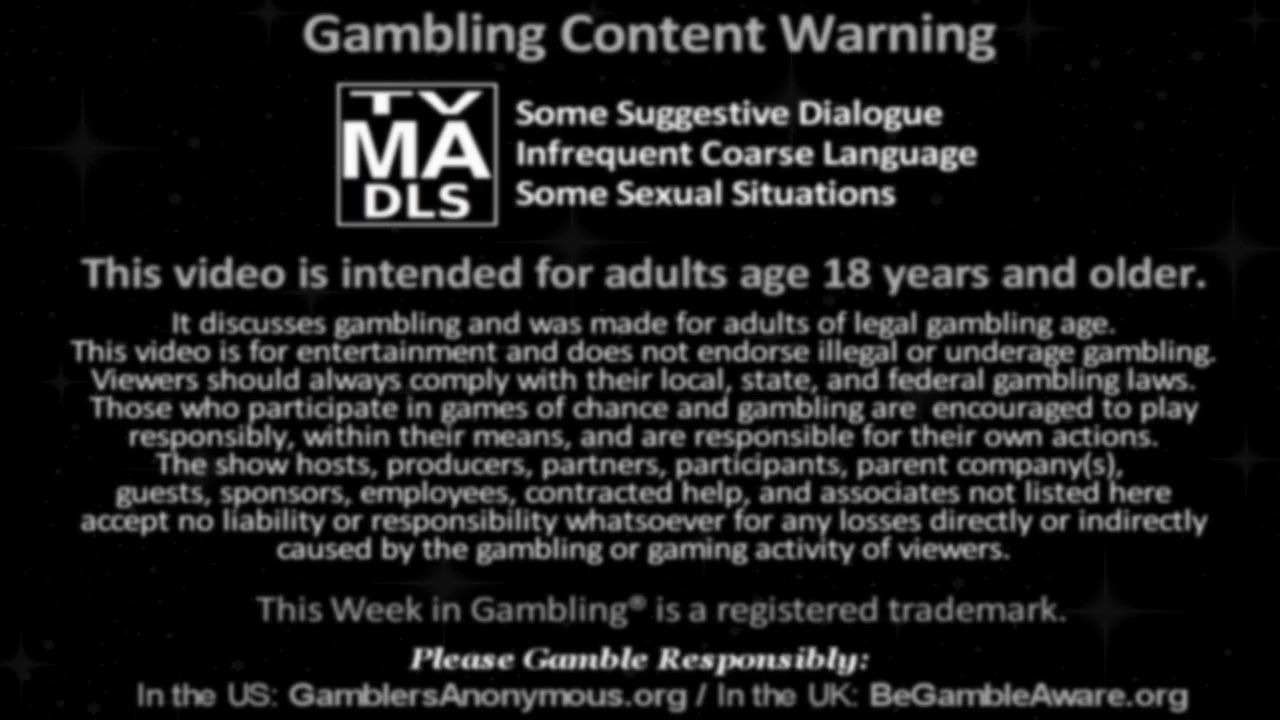 Gambling Content Warning
TV
MA
DLS
Some Suggestive Dialogue
Infrequent Coarse Language
Some Sexual Situations
This video is intended for adults age 18 years and older.
It discusses gambling and was made for adults of legal gambling age.
This video is for entertainment and does not endorse illegal or underage gambling.
Viewers should always comply with their local, state, and federal gambling laws.
Those who participate in games of chance and gambling are encouraged to play
responsibly, within their means, and are responsible for their own actions.
The show hosts, producers, partners, participants, parent company(s),
guests, sponsors, employees, contracted help, and associates not listed here
accept no liability or responsibility whatsoever for any losses directly or indirectly
caused by the gambling or gaming activity of viewers.
This Week in Gambling® is a registered trademark.
Please Gamble Responsibly:
In the US: GamblersAnonymous.org / In the UK: BeGambleAware.org